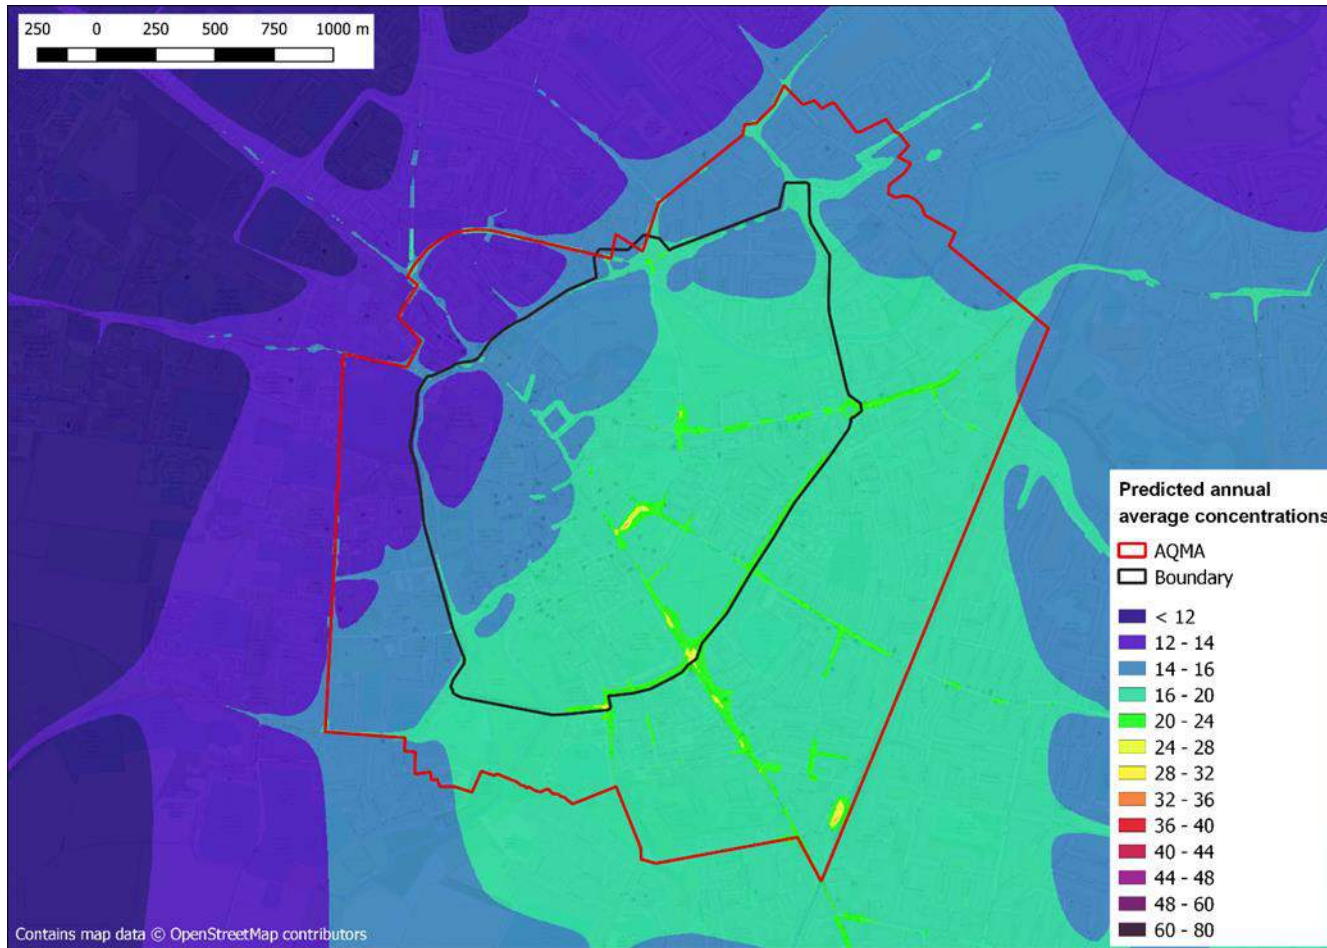 250 0 250 500 750 1000 m
Predicted annual
average concentrations
AQMA
Boundary
< 12
12 - 14
14 - 16
16 - 20
20 - 24
24 - 28
28 - 32
32 - 36
36 - 40
40 - 44
44 - 48
48 - 60
60 - 80
Contains map data © OpenStreetMap contributors